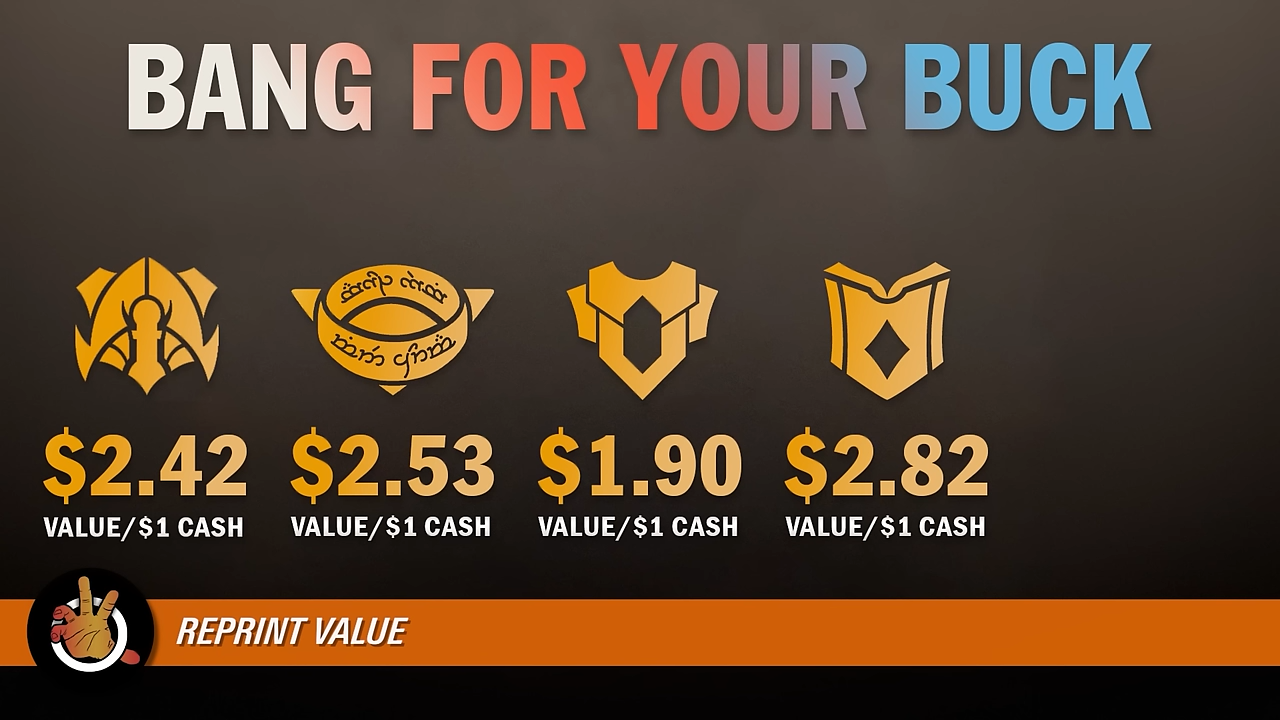 BANG FOR YOUR BUCK
$2.42 $2.53 $1.90 $2.82
VALUE/$1 CASH VALUE/$1 CASH VALUE/$1 CASH VALUE/$1 CASH
REPRINT VALUE